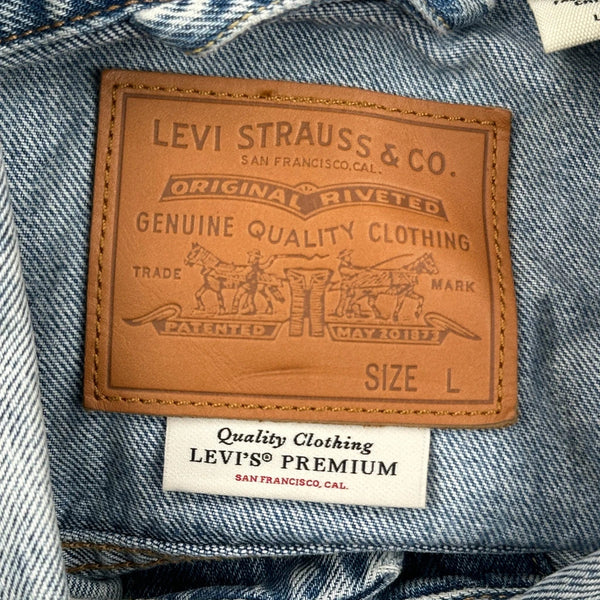 LEVI STRAUSS & CO.
SAN FRANCISCO, CAL.
ORIGINAL RIVETED
GENUINE QUALITY CLOTHING
TRADE MARK
PATENTED MAY 20 1873
SIZE L
Quality Clothing
LEVI'S® PREMIUM
SAN FRANCISCO, CAL.